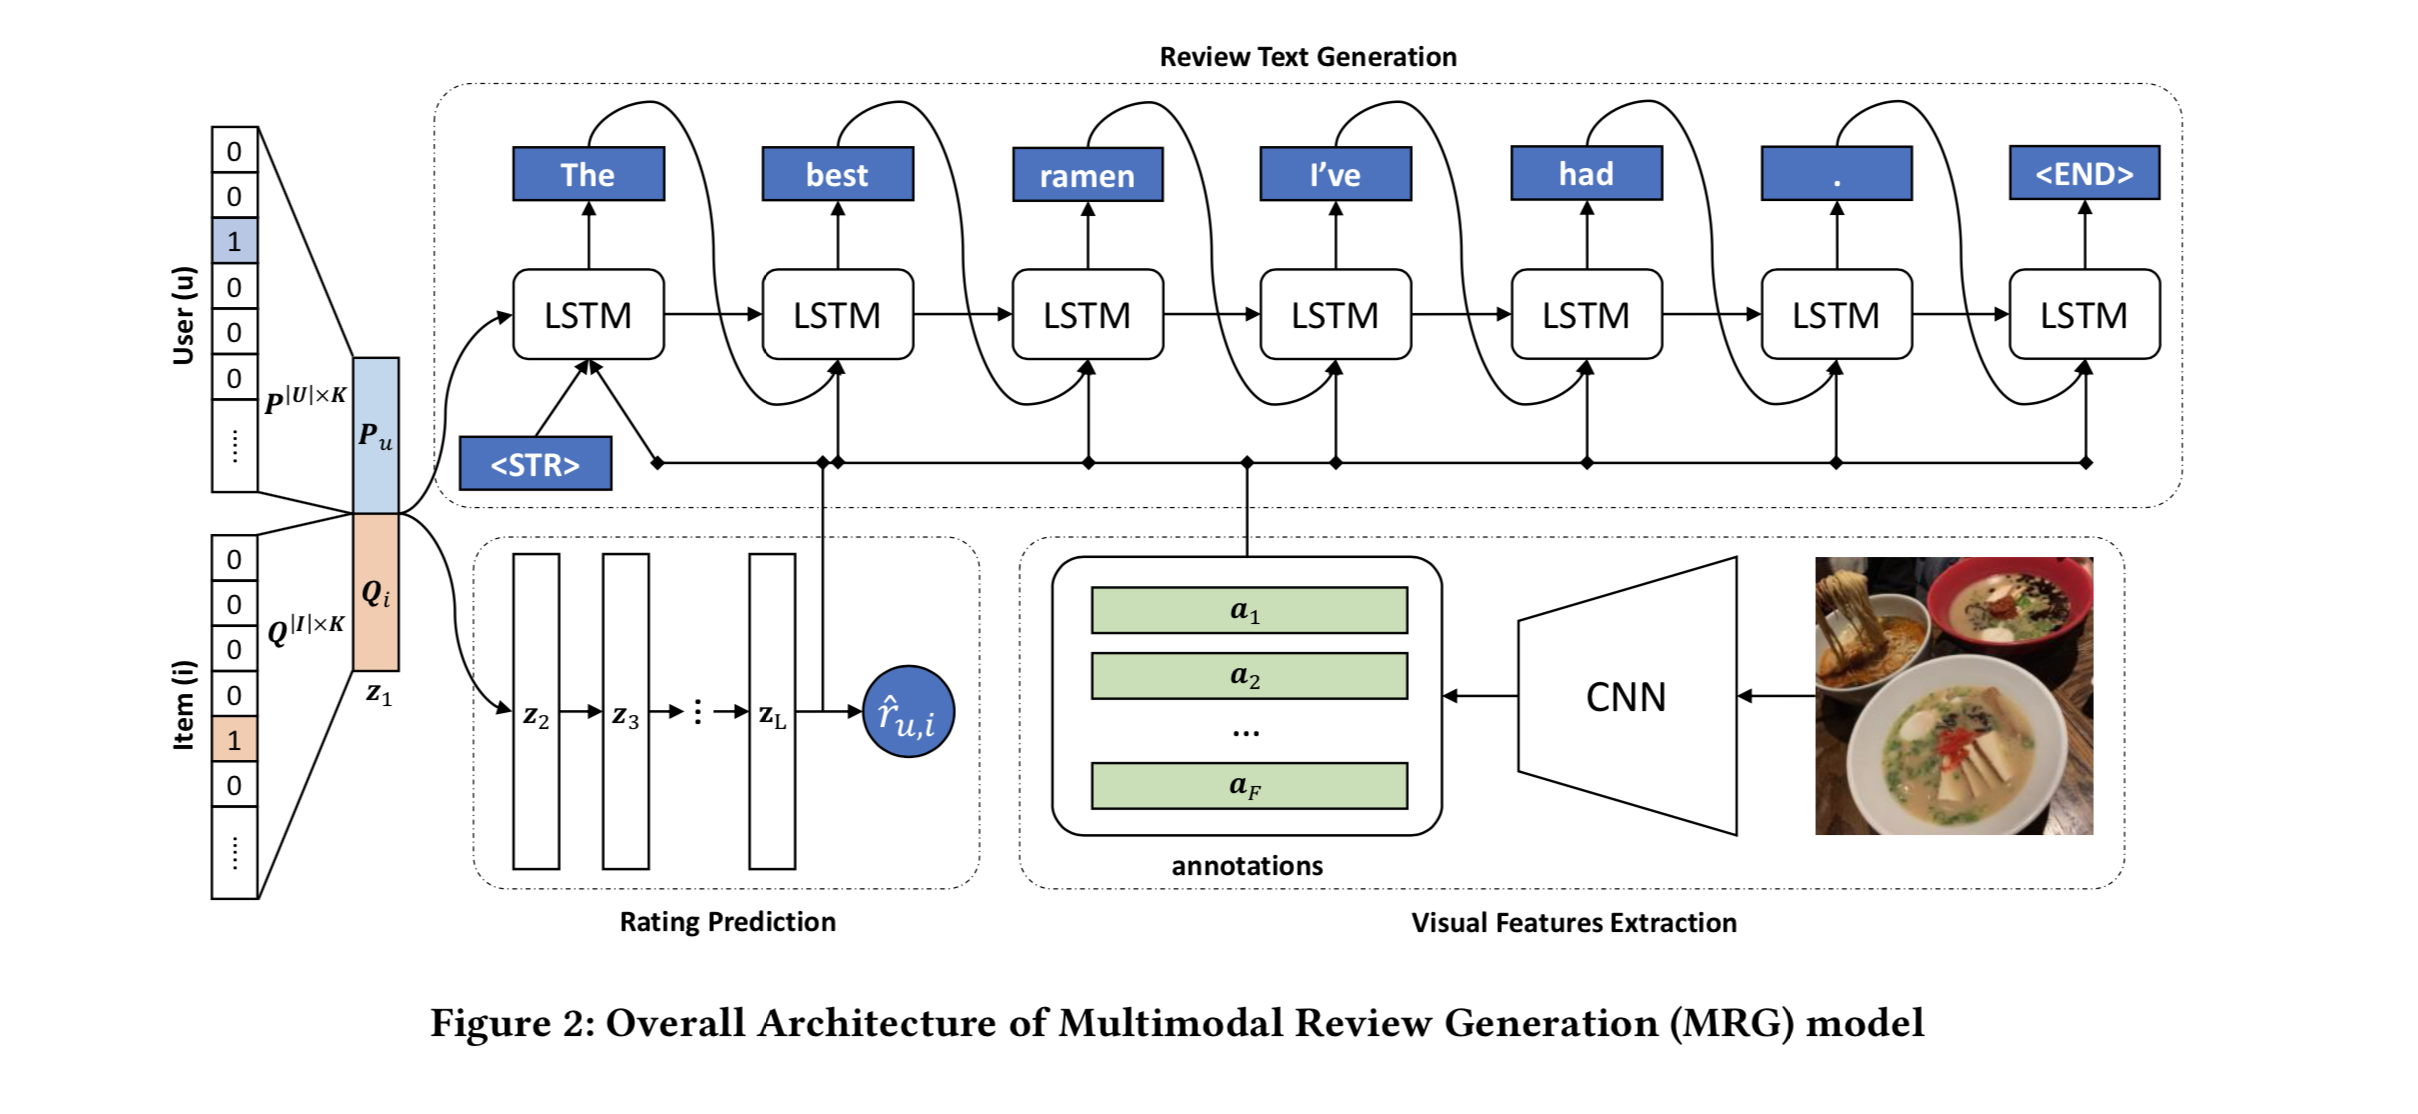 Review Text Generation
The best ramen I've had . <END>
LSTM LSTM LSTM LSTM LSTM LSTM LSTM
<STR>
User (u)
0
0
1
0
0
0
.....
P^{|U|×K}
P_u
Item (i)
0
0
0
0
1
0
.....
Q^{|I|×K}
Q_i
z_1
z_2 z_3 ... z_L r̂_{u,i}
Rating Prediction
a_1
a_2
...
a_F
annotations
CNN
Visual Features Extraction
Figure 2: Overall Architecture of Multimodal Review Generation (MRG) model